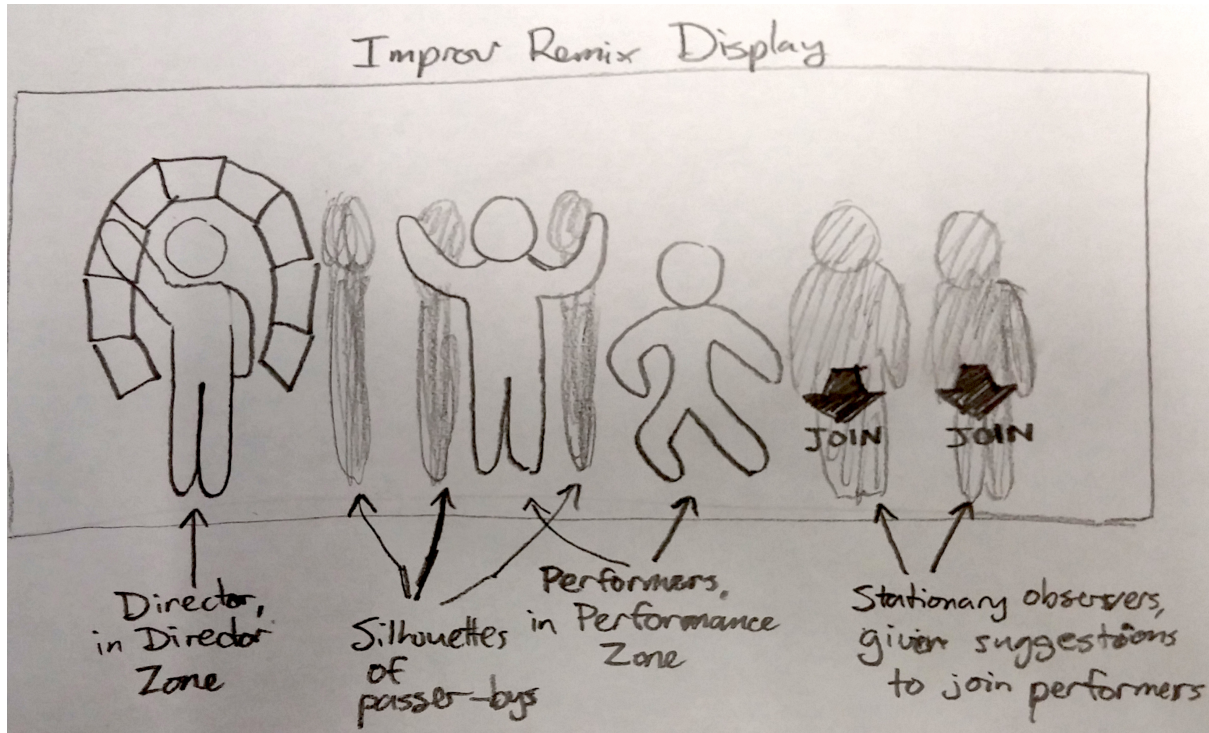 Improv Remix Display
JOIN
JOIN
Director,
in Director
Zone
Silhouettes
of
passer-bys
Performers,
in Performance
Zone
Stationary observers,
given suggestions
to join performers